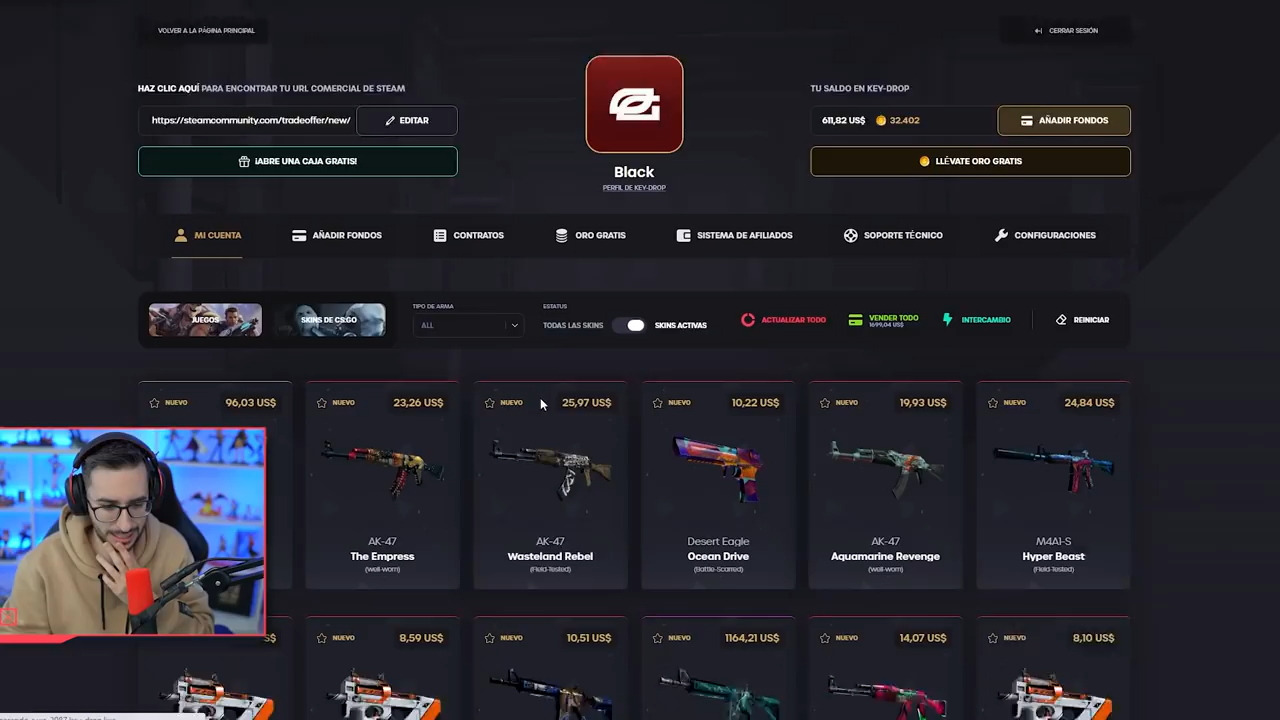 VOLVER A LA PÁGINA PRINCIPAL
CERRAR SESIÓN
HAZ CLIC AQUÍ PARA ENCONTRAR TU URL COMERCIAL DE STEAM
https://steamcommunity.com/tradeoffer/new/
EDITAR
¡ABRE UNA CAJA GRATIS!
Black
PERFIL DE KEY-DROP
TU SALDO EN KEY-DROP
611,82 US$ 32.402
AÑADIR FONDOS
LLÉVATE ORO GRATIS
MI CUENTA
AÑADIR FONDOS
CONTRATOS
ORO GRATIS
SISTEMA DE AFILIADOS
SOPORTE TÉCNICO
CONFIGURACIONES
JUEGOS
SKINS DE CS:GO
TIPO DE ARMA
ALL
ESTATUS
TODAS LAS SKINS
SKINS ACTIVAS
ACTUALIZAR TODO
VENDER TODO
1699,04 US$
INTERCAMBIO
REINICIAR
NUEVO 96,03 US$
NUEVO 23,26 US$
AK-47
The Empress
(Well-Worn)
NUEVO 25,97 US$
AK-47
Wasteland Rebel
(Field-Tested)
NUEVO 10,22 US$
Desert Eagle
Ocean Drive
(Battle-Scarred)
NUEVO 19,93 US$
AK-47
Aquamarine Revenge
(Well-Worn)
NUEVO 24,84 US$
M4A1-S
Hyper Beast
(Field-Tested)
NUEVO 8,59 US$
NUEVO 10,51 US$
NUEVO 1164,21 US$
NUEVO 14,07 US$
NUEVO 8,10 US$